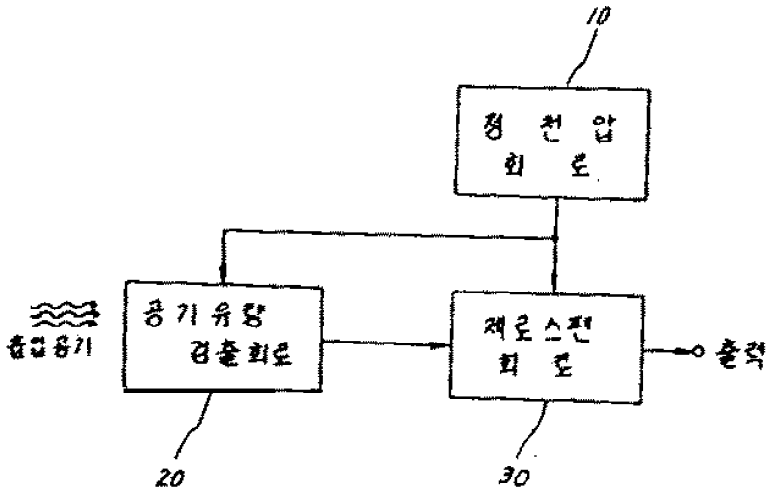 10
정 전 압
회 로
공기유량
검출회로
제로스팬
회 로
흡입공기
출력
20
30